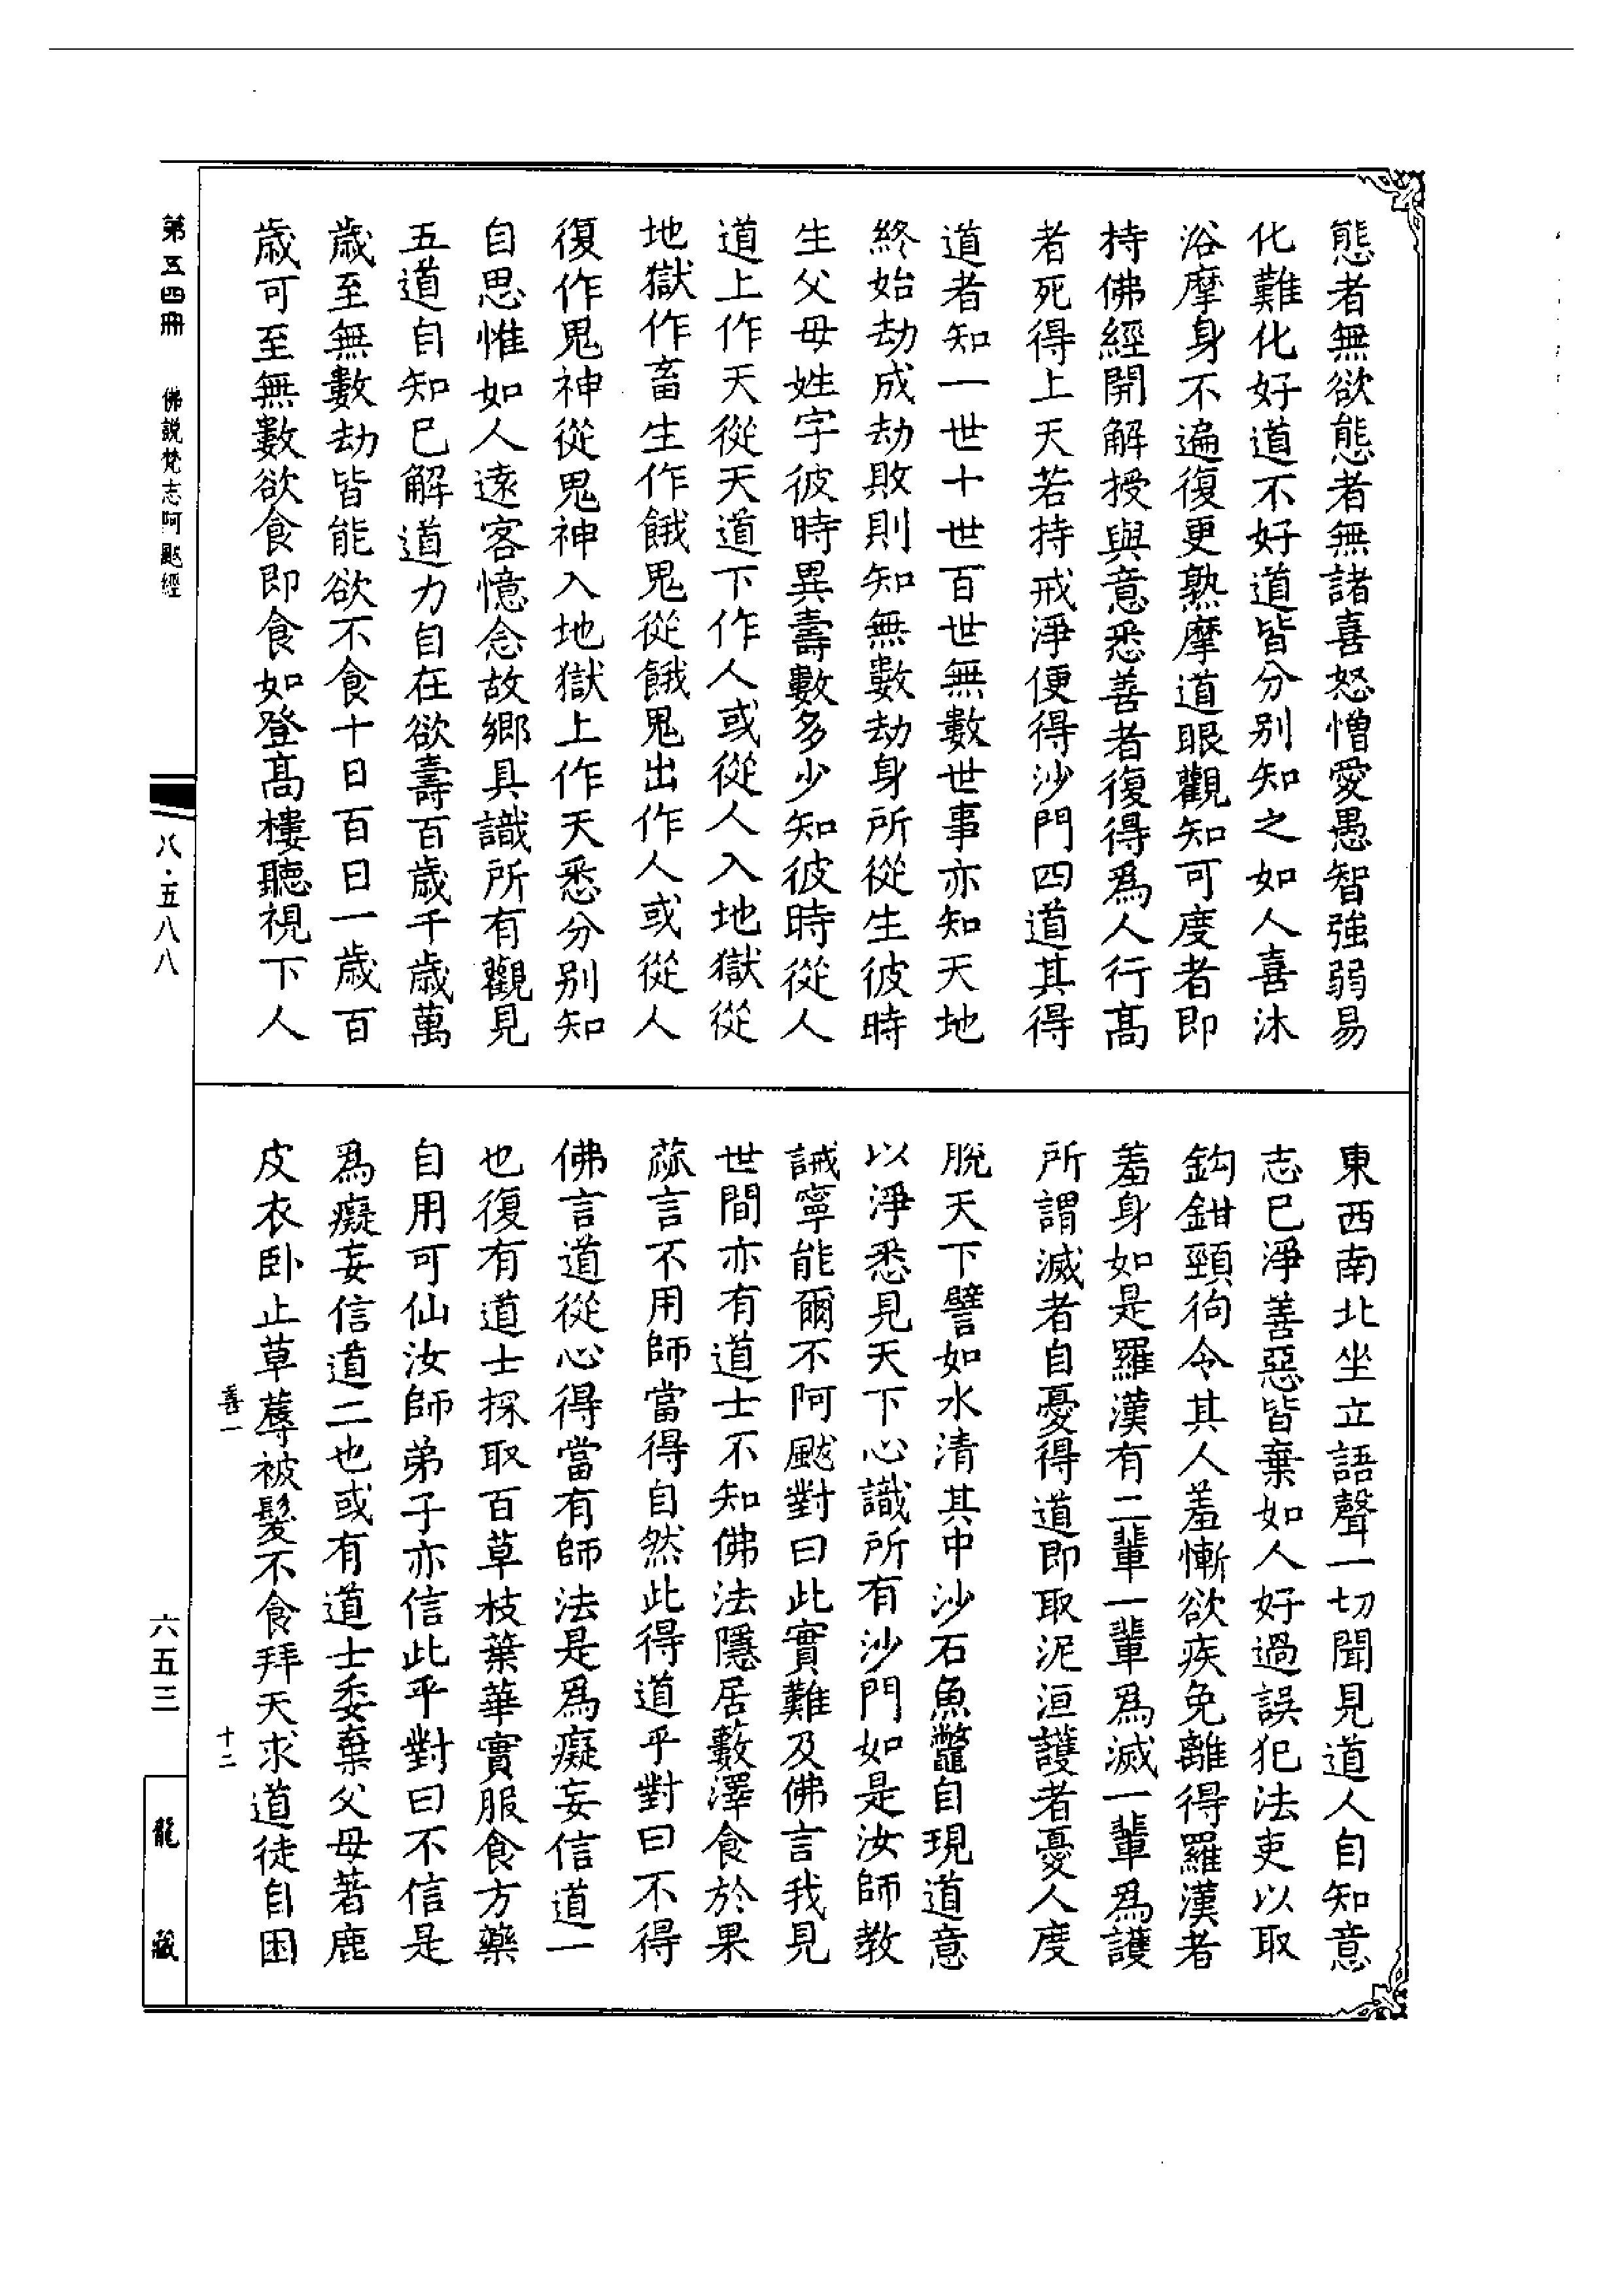 態者無欲態者無諸喜怒憎愛愚智強弱易
化難化好道不好道皆分別知之如人喜沐
浴摩身不遍復更熟摩道眼觀知可度者即
持佛經開解授與意悉善者復得爲人行高
者死得上天若持戒淨便得沙門四道其得
道者知一世十世百世無數世事亦知天地
終始劫成劫敗則知無數劫身所從生彼時
生父母姓字彼時異壽數多少知彼時從人
道上作天從天道下作人或從人入地獄從
地獄作畜生作餓鬼從餓鬼出作人或從人
復作鬼神從鬼神入地獄上作天悉分別知
自思惟如人遠客憶念故鄉具識所有觀見
五道自知已解道力自在欲壽百歲千歲萬
歲至無數劫皆能欲不食十日百日一歲百
歲可至無數欲食即食如登高樓聽視下人
東西南北坐立語聲一切聞見道人自知意
志已淨善惡皆棄如人好過誤犯法吏以取
鈎鉗頸徇令其人羞慚欲疾免離得羅漢者
羞身如是羅漢有二輩一輩爲滅一輩爲護
所謂滅者自憂得道即取泥洹護者憂人度
脫天下譬如水清其中沙石魚鼈自現道意
以淨悉見天下心識所有沙門如是汝師教
誡寧能爾不阿颰對曰此實難及佛言我見
世間亦有道士不知佛法隱居藪澤食於果
蓏言不用師當得自然此得道乎對曰不得
佛言道從心得當有師法是爲癡妄信道一
也復有道士採取百草枝葉華實服食方藥
自用可仙汝師弟子亦信此乎對曰不信是
爲癡妄信道二也或有道士委棄父母著鹿
皮衣臥止草蓐被髮不食拜天求道徒自困
善一
十二
第五四冊 佛說梵志阿颰經
八·五八八
六五三
龍藏